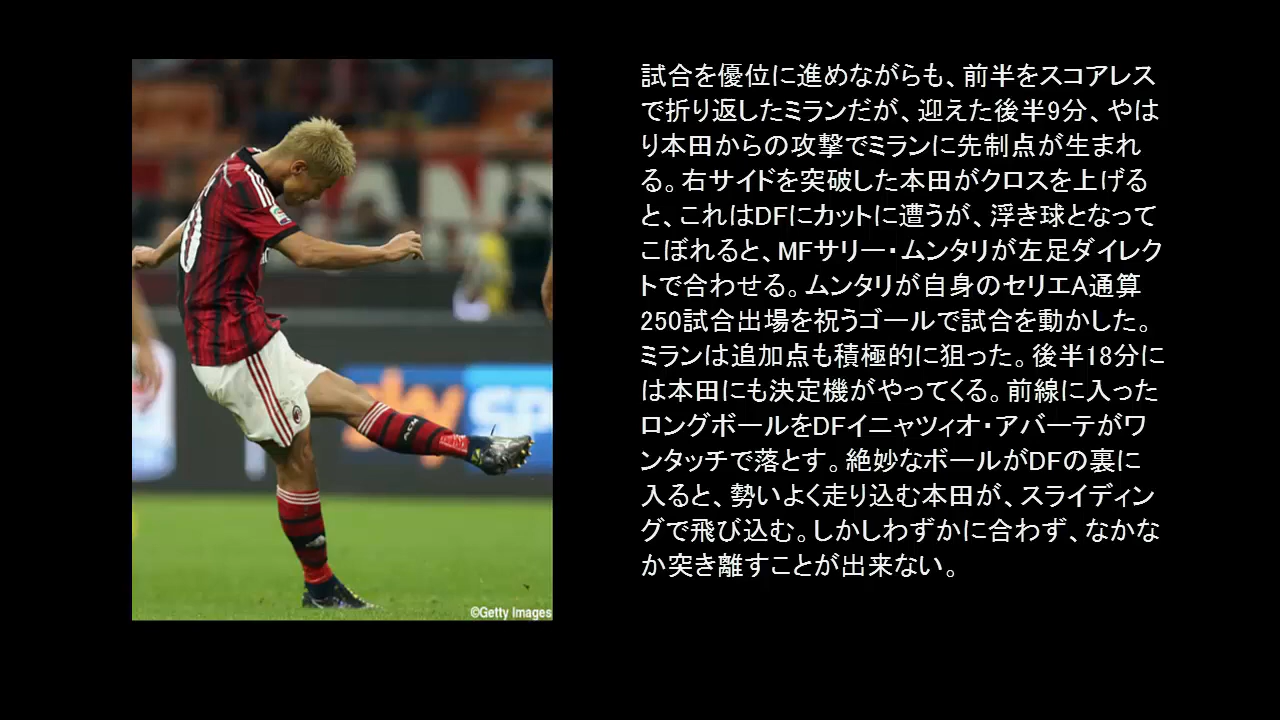 試合を優位に進めながらも、前半をスコアレス
で折り返したミランだが、迎えた後半9分、やは
り本田からの攻撃でミランに先制点が生まれ
る。右サイドを突破した本田がクロスを上げる
と、これはDFにカットに遭うが、浮き球となって
こぼれると、MFサリー・ムンタリが左足ダイレク
トで合わせる。ムンタリが自身のセリエA通算
250試合出場を祝うゴールで試合を動かした。
ミランは追加点も積極的に狙った。後半18分に
は本田にも決定機がやってくる。前線に入った
ロングボールをDFイニャツィオ・アバーテがワ
ンタッチで落とす。絶妙なボールがDFの裏に
入ると、勢いよく走り込む本田が、スライディン
グで飛び込む。しかしわずかに合わず、なかな
か突き離すことが出来ない。
AN
sky sp
ACM
©Getty Images